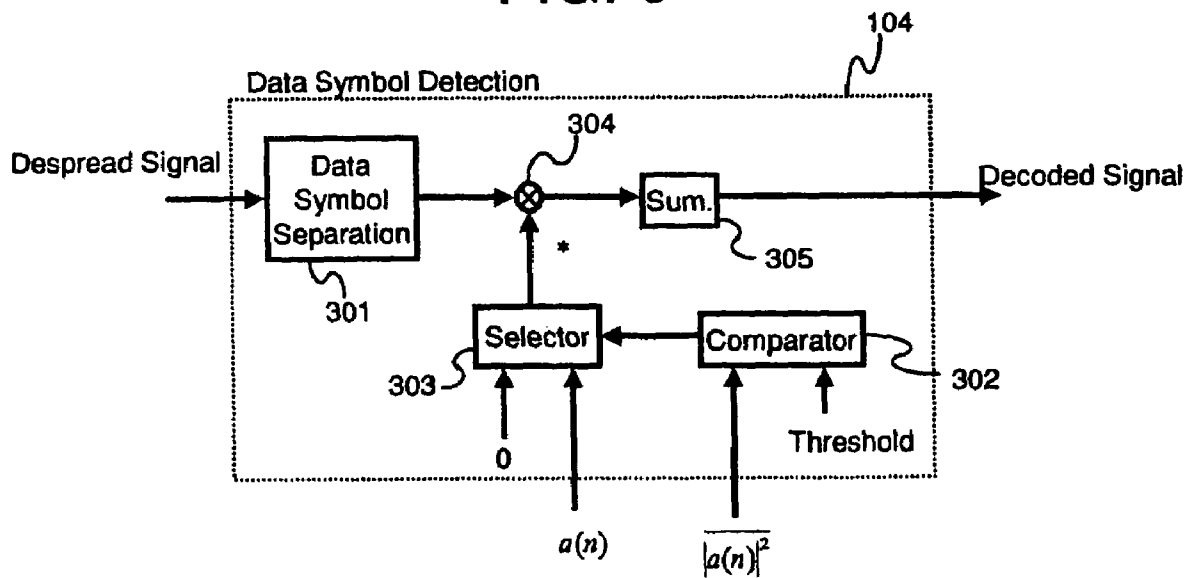 104
Data Symbol Detection
304
Despread Signal
Data
Symbol
Separation
⊗
Sum.
Decoded Signal
*
305
301
Selector
Comparator
303
302
0
Threshold
a(n)
|a(n)|²